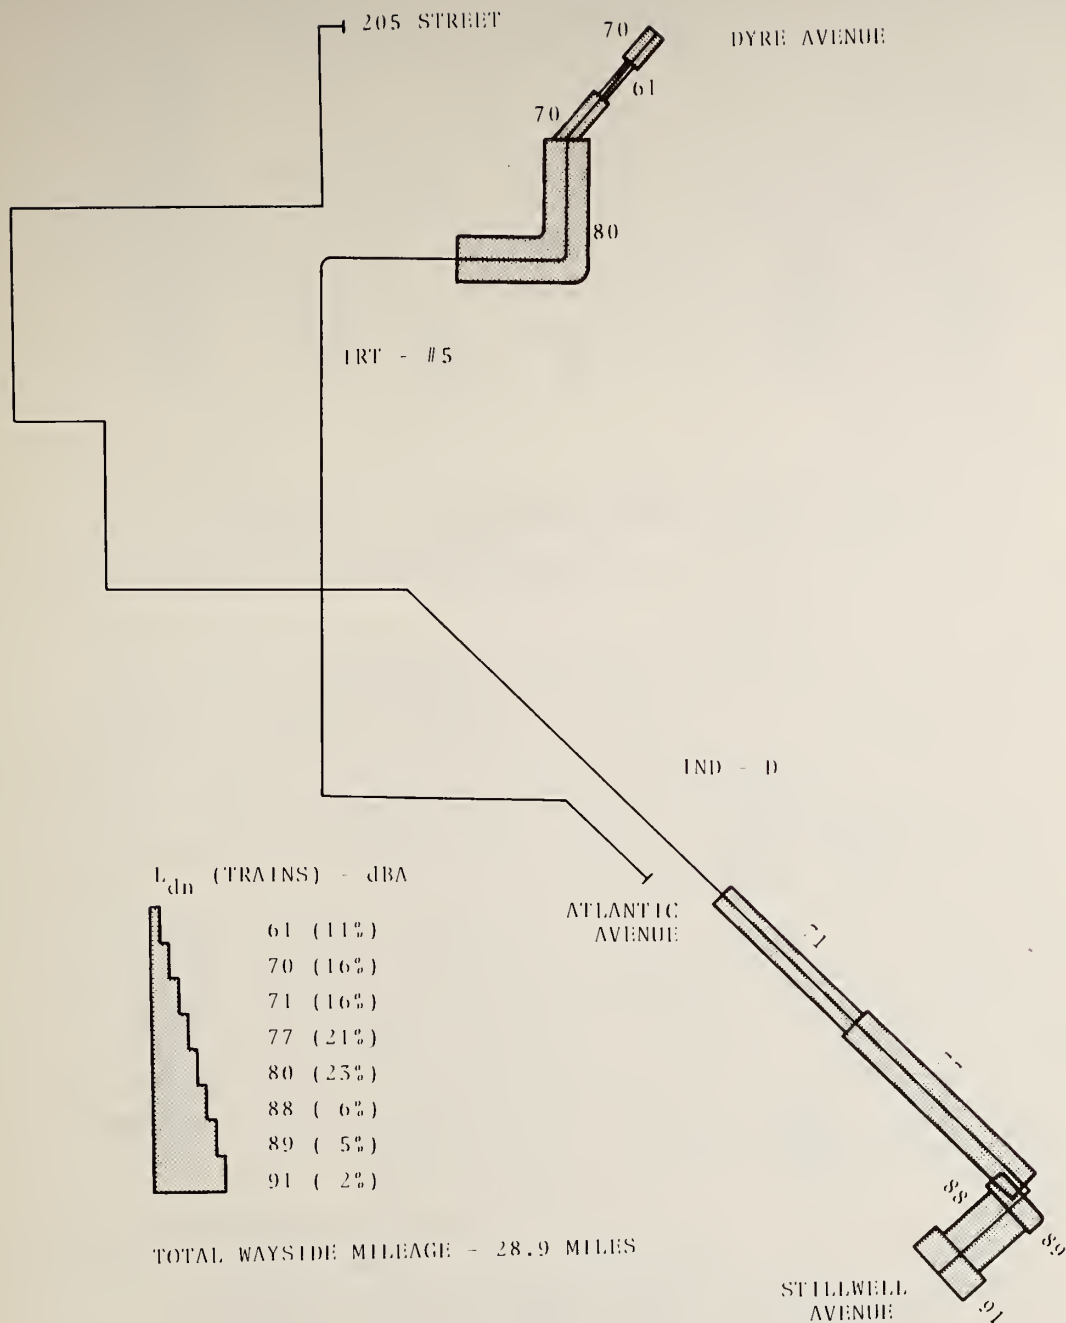 205 STREET
70
DYRE AVENUE
61
70
80
IRT - #5
IND - D
L dn (TRAINS) - dBA
61 (11%)
70 (16%)
71 (16%)
77 (21%)
80 (23%)
88 ( 6%)
89 ( 5%)
91 ( 2%)
ATLANTIC
AVENUE
71
88
89
TOTAL WAYSIDE MILEAGE - 28.9 MILES
STILLWELL
AVENUE
91